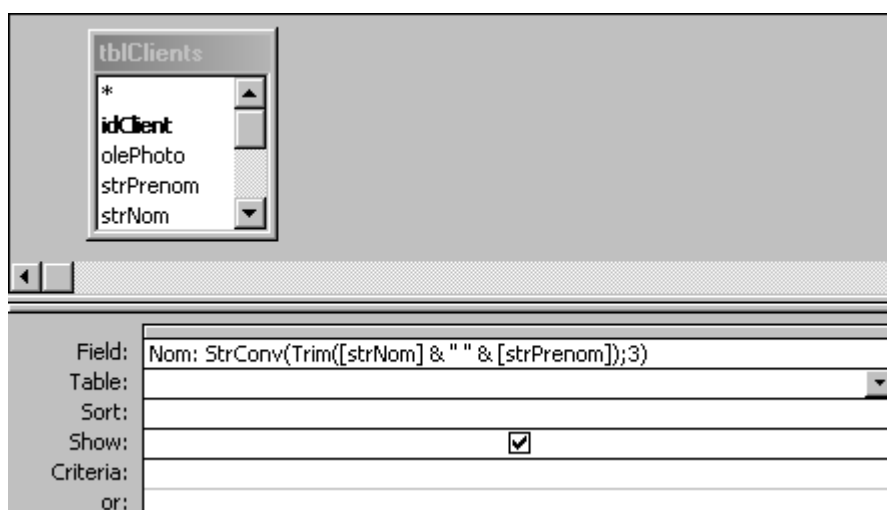 tblClients
*
idClient
olePhoto
strPrenom
strNom
Field: Nom: StrConv(Trim([strNom] & " " & [strPrenom]);3)
Table:
Sort:
Show:
Criteria:
or: